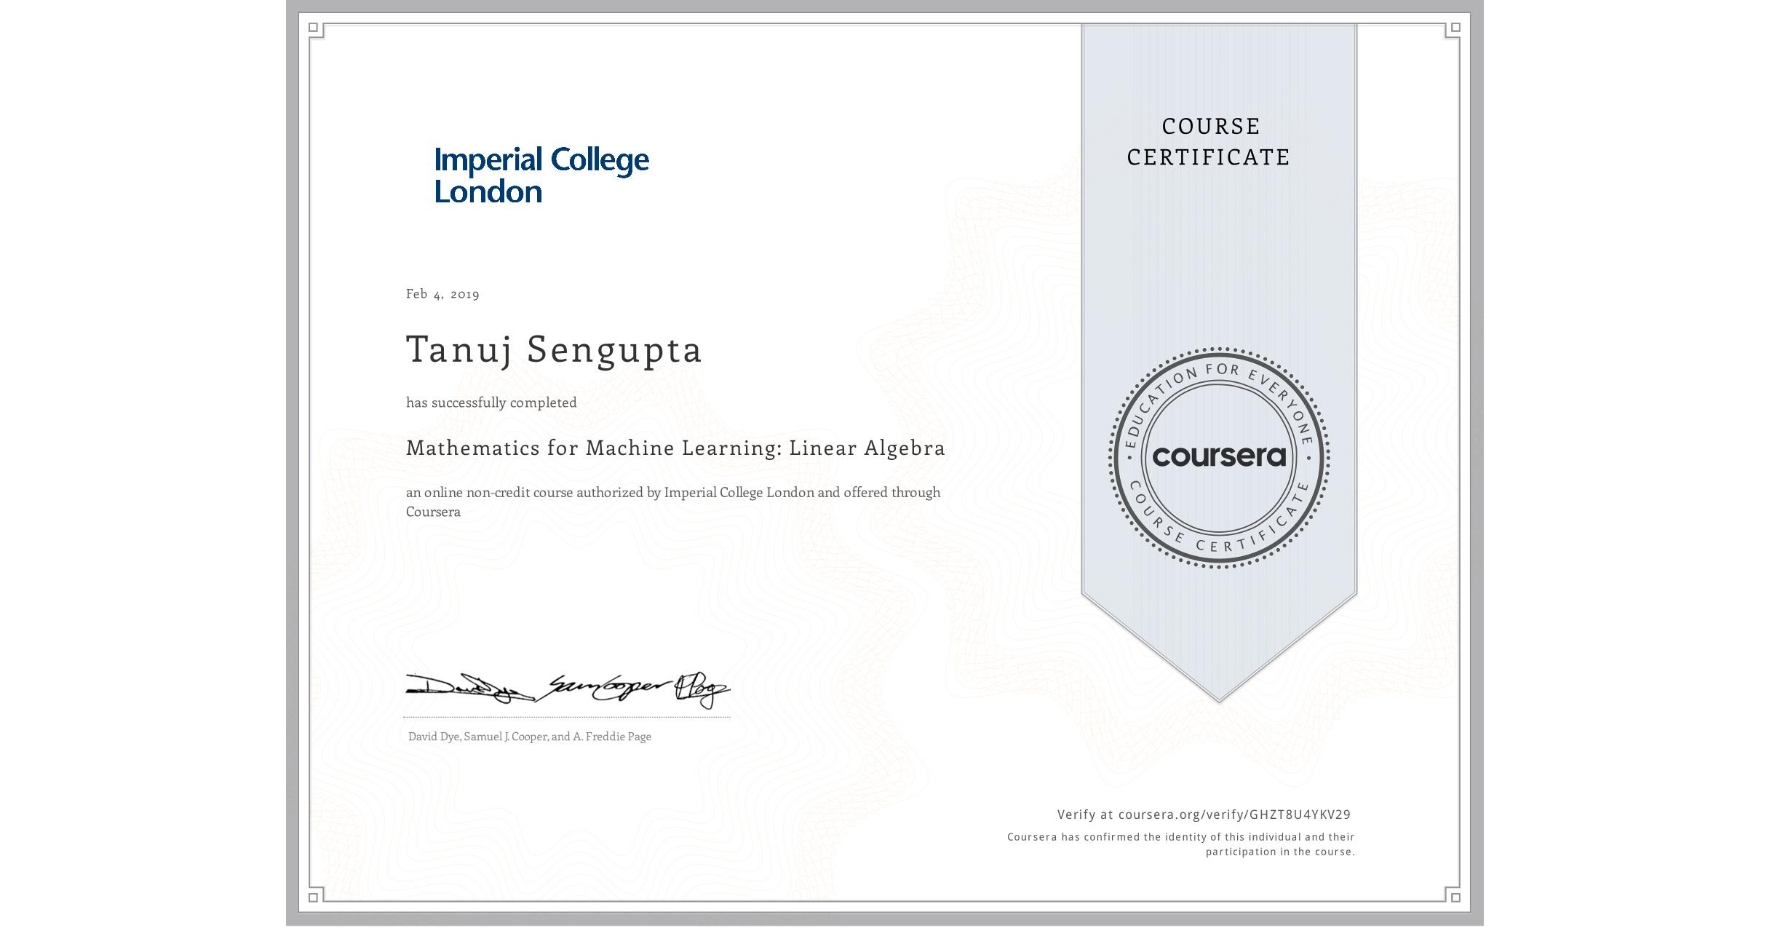 Imperial College
London
COURSE
CERTIFICATE
Feb 4, 2019
Tanuj Sengupta
has successfully completed
Mathematics for Machine Learning: Linear Algebra
an online non-credit course authorized by Imperial College London and offered through
Coursera
EDUCATION FOR EVERYONE
coursera
COURSE CERTIFICATE
David Dye, Samuel J. Cooper, and A. Freddie Page
Verify at coursera.org/verify/GHZT8U4YKV29
Coursera has confirmed the identity of this individual and their
participation in the course.